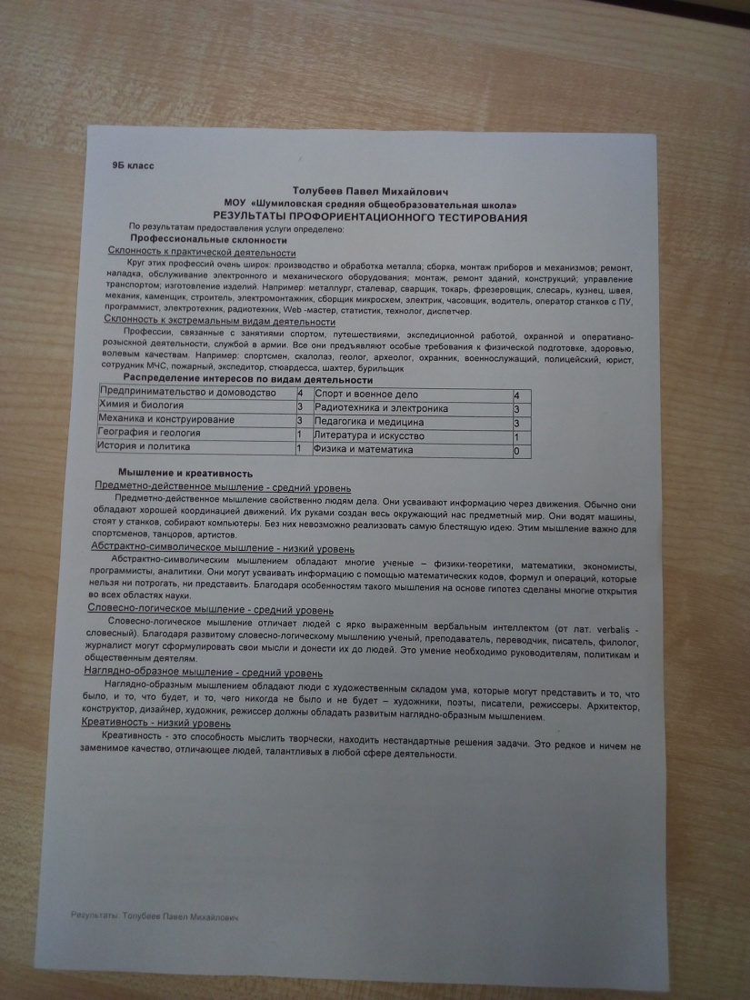 9Б класс
Толубеев Павел Михайлович
МОУ «Шумиловская средняя общеобразовательная школа»
РЕЗУЛЬТАТЫ ПРОФОРИЕНТАЦИОННОГО ТЕСТИРОВАНИЯ
По результатам предоставления услуги определено:
Профессиональные склонности
Склонность к практической деятельности
Круг этих профессий очень широк: производство и обработка металла; сборка, монтаж приборов и механизмов; ремонт,
наладка, обслуживание электронного и механического оборудования; монтаж, ремонт зданий, конструкций; управление
транспортом; изготовление изделий. Например: металлург, сталевар, сварщик, токарь, фрезеровщик, слесарь, кузнец, швея,
механик, каменщик, строитель, электромонтажник, сборщик микросхем, электрик, часовщик, водитель, оператор станков с ПУ,
программист, электротехник, радиотехник, Web -мастер, статистик, технолог, диспетчер.
Склонность к экстремальным видам деятельности
Профессии, связанные с занятиями спортом, путешествиями, экспедиционной работой, охранной и оперативно-
розыскной деятельности, службой в армии. Все они предъявляют особые требования к физической подготовке, здоровью,
волевым качествам. Например: спортсмен, скалолаз, геолог, археолог, охранник, военнослужащий, полицейский, юрист,
сотрудник МЧС, пожарный, экспедитор, стюардесса, шахтер, бурильщик
Распределение интересов по видам деятельности
Предпринимательство и домоводство 4 Спорт и военное дело 4
Химия и биология 3 Радиотехника и электроника 3
Механика и конструирование 3 Педагогика и медицина 3
География и геология 1 Литература и искусство 1
История и политика 1 Физика и математика 0
Мышление и креативность
Предметно-действенное мышление - средний уровень
Предметно-действенное мышление свойственно людям дела. Они усваивают информацию через движения. Обычно они
обладают хорошей координацией движений. Их руками создан весь окружающий нас предметный мир. Они водят машины,
стоят у станков, собирают компьютеры. Без них невозможно реализовать самую блестящую идею. Этим мышление важно для
спортсменов, танцоров, артистов.
Абстрактно-символическое мышление - низкий уровень
Абстрактно-символическим мышлением обладают многие ученые – физики-теоретики, математики, экономисты,
программисты, аналитики. Они могут усваивать информацию с помощью математических кодов, формул и операций, которые
нельзя ни потрогать, ни представить. Благодаря особенностям такого мышления на основе гипотез сделаны многие открытия
во всех областях науки.
Словесно-логическое мышление - средний уровень
Словесно-логическое мышление отличает людей с ярко выраженным вербальным интеллектом (от лат. verbalis -
словесный). Благодаря развитому словесно-логическому мышлению ученый, преподаватель, переводчик, писатель, филолог,
журналист могут сформулировать свои мысли и донести их до людей. Это умение необходимо руководителям, политикам и
общественным деятелям.
Наглядно-образное мышление - средний уровень
Наглядно-образным мышлением обладают люди с художественным складом ума, которые могут представить и то, что
было, и то, что будет, и то, чего никогда не было и не будет – художники, поэты, писатели, режиссеры. Архитектор,
конструктор, дизайнер, художник, режиссер должны обладать развитым наглядно-образным мышлением.
Креативность - низкий уровень
Креативность - это способность мыслить творчески, находить нестандартные решения задачи. Это редкое и ничем не
заменимое качество, отличающее людей, талантливых в любой сфере деятельности.
Результаты Толубеев Павел Михайлович